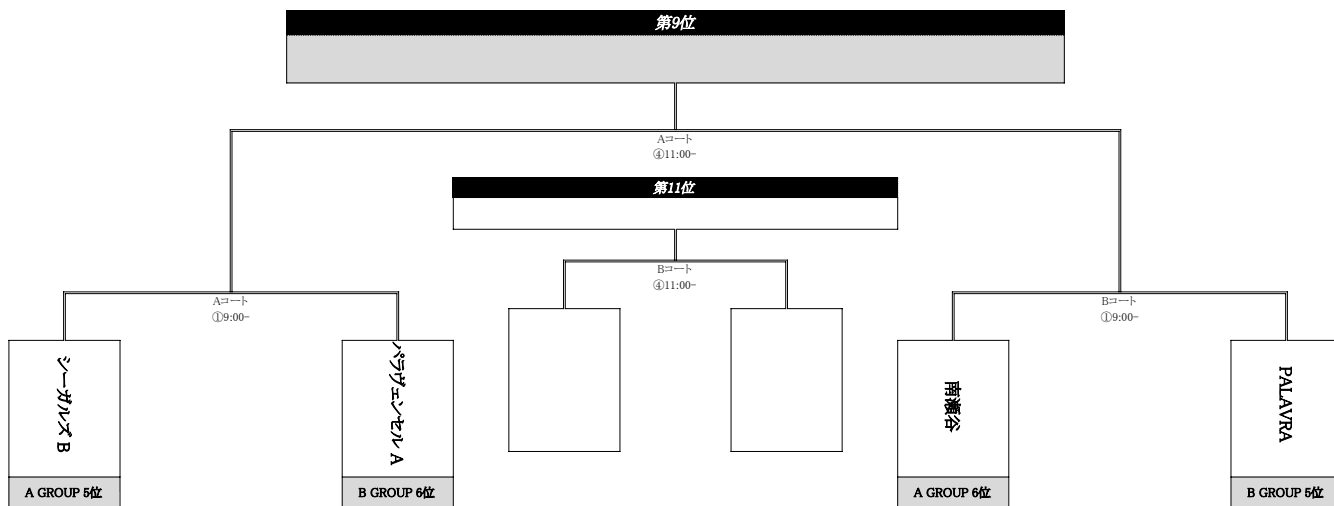 第9位
Aコート
④11:00~
第11位
Bコート
④11:00~
Aコート
①9:00~
Bコート
①9:00~
シーガルズ B
パラヴェンセル A
南瀬谷
PALAVRA
A GROUP 5位
B GROUP 6位
A GROUP 6位
B GROUP 5位